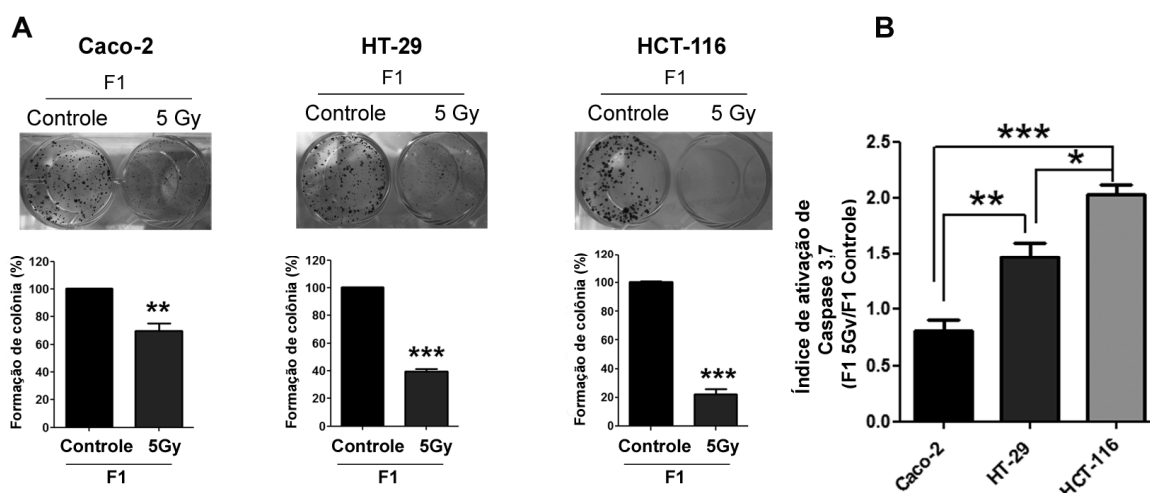 A
Caco-2
F1
Controle 5 Gy
Formação de colônia (%)
120
100
80
60
40
20
0
**
Controle 5Gy
F1
HT-29
F1
Controle 5 Gy
Formação de colônia (%)
120
100
80
60
40
20
0
***
Controle 5Gy
F1
HCT-116
F1
Controle 5 Gy
Formação de colônia (%)
120
100
80
60
40
20
0
***
Controle 5Gy
F1
B
Índice de ativação de
Caspase 3,7
(F1 5Gy/F1 Controle)
2.5
2.0
1.5
1.0
0.5
0.0
***
*
**
Caco-2
HT-29
HCT-116